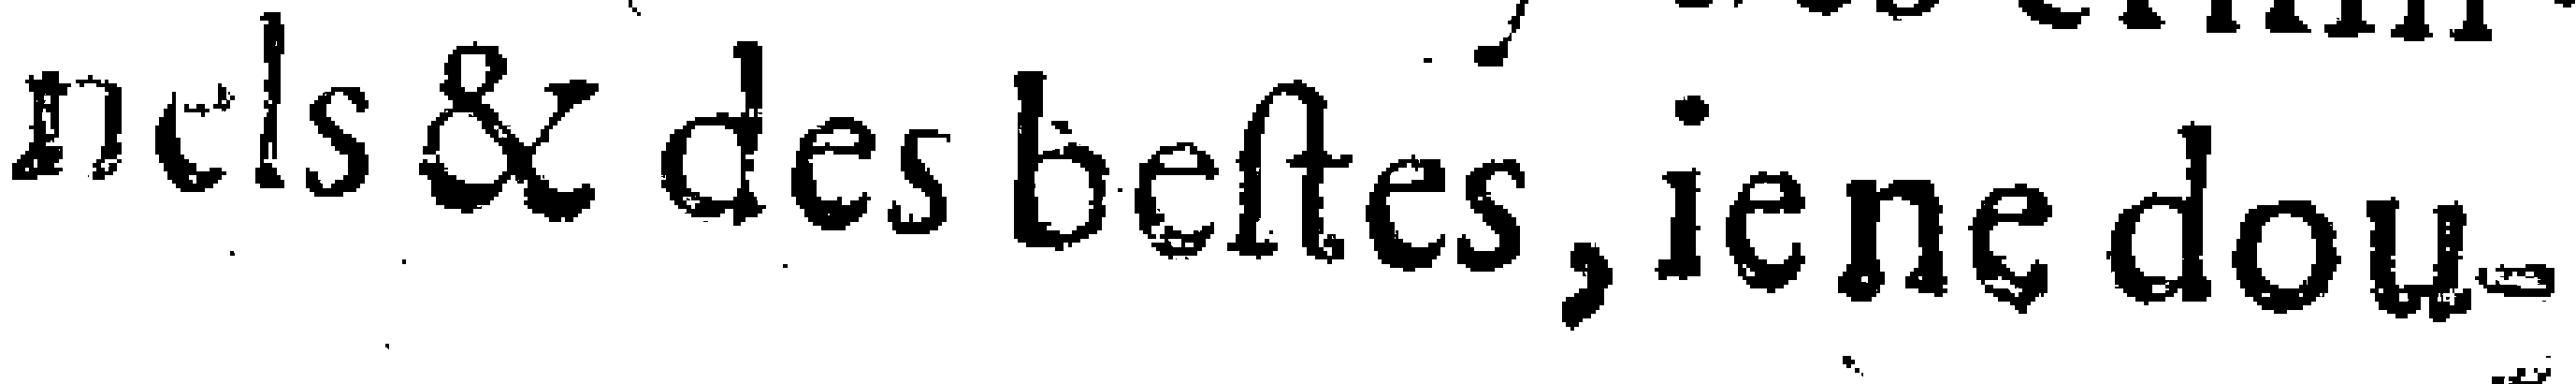 nels & des beſtes, ie ne dou-